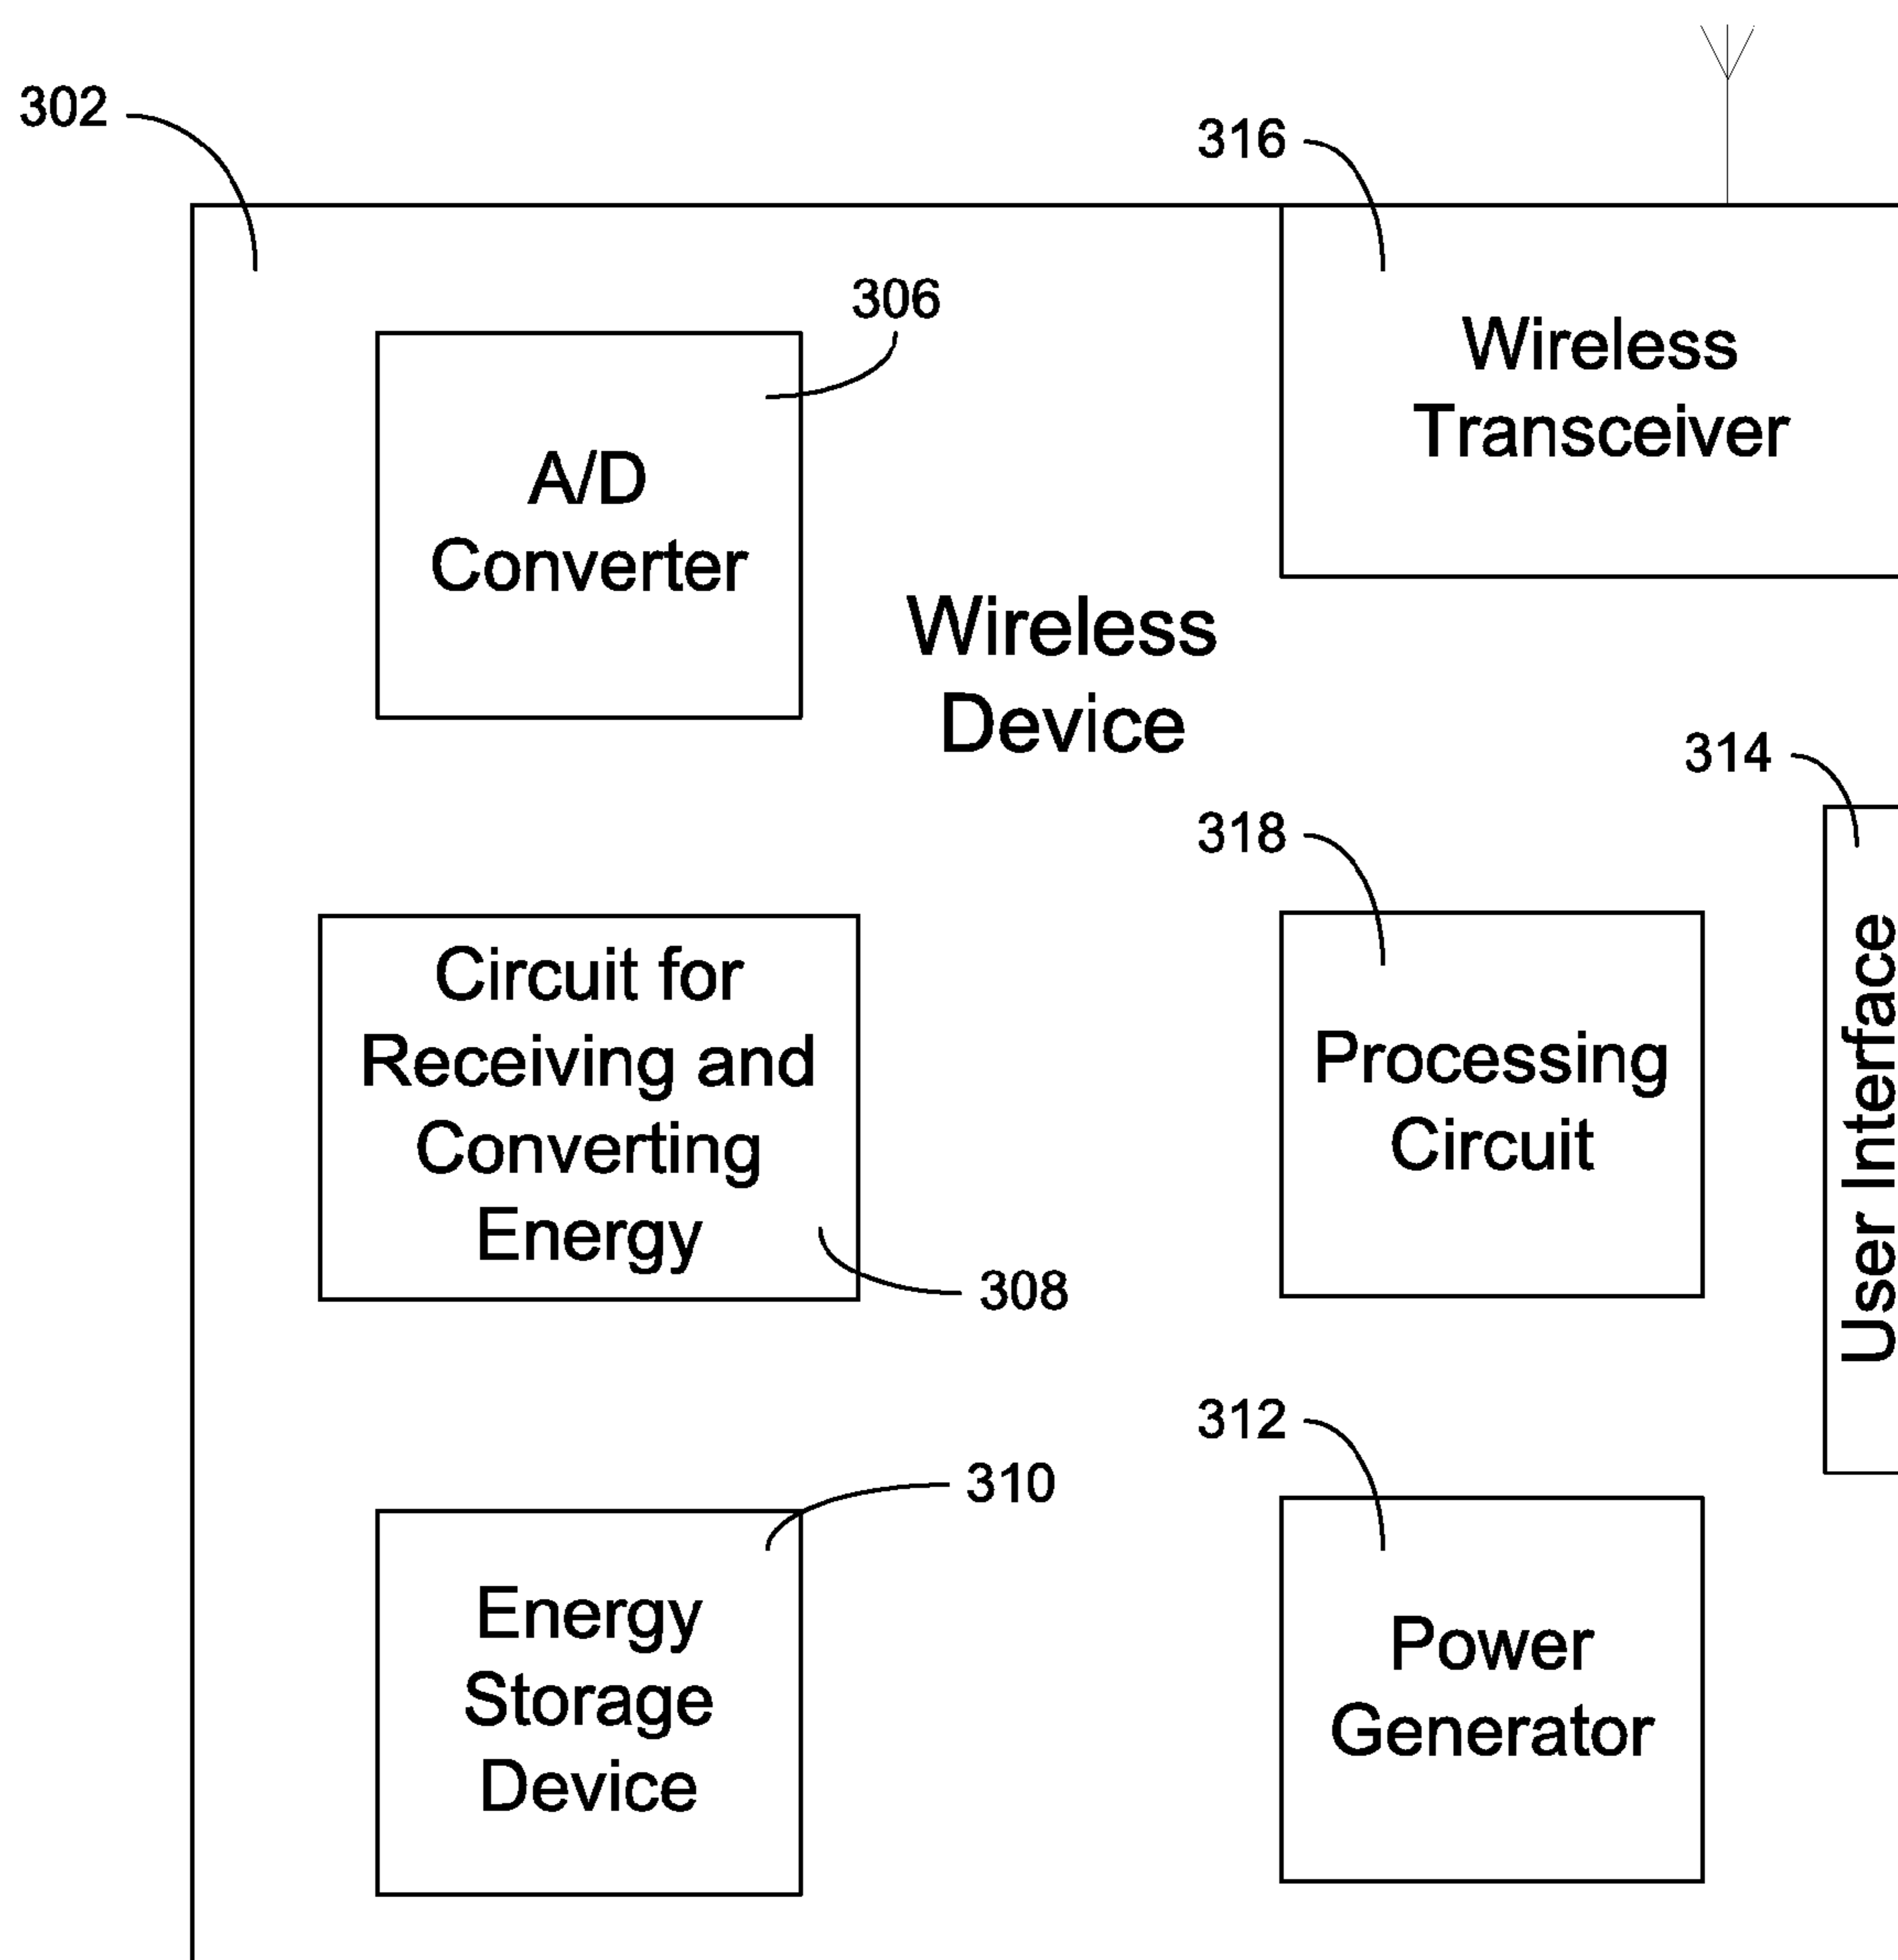 302
316
306
Wireless
Transceiver
A/D
Converter
Wireless
Device
314
318
Circuit for
Receiving and
Converting
Energy
Processing
Circuit
User Interface
308
312
310
Energy
Storage
Device
Power
Generator